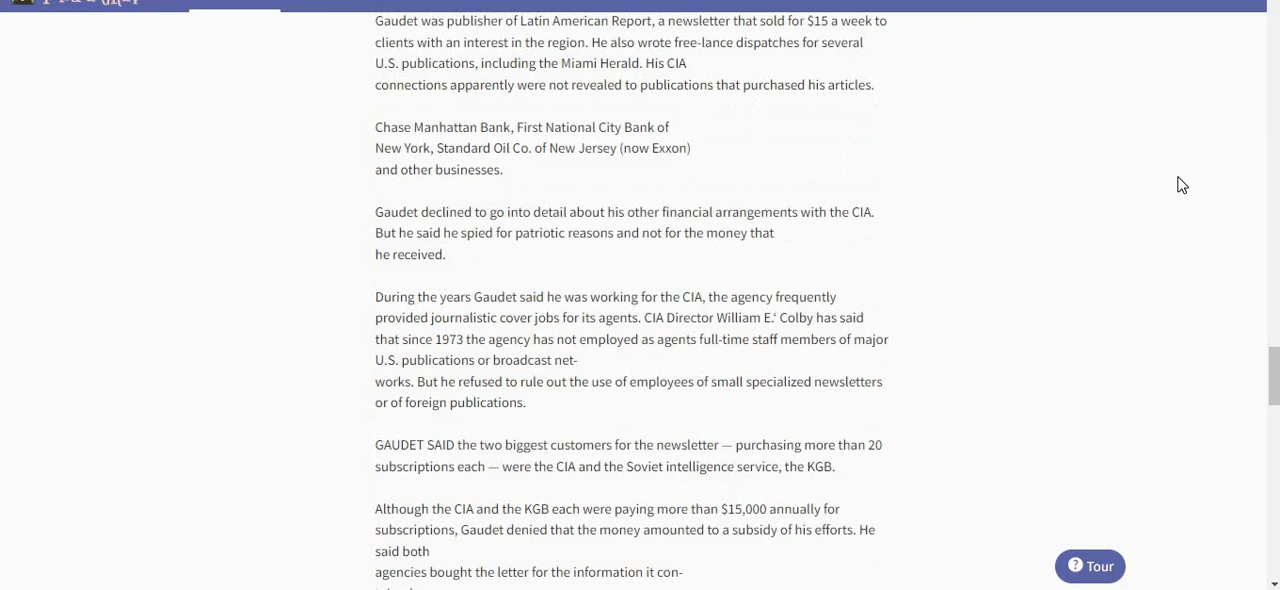 Gaudet was publisher of Latin American Report, a newsletter that sold for $15 a week to
clients with an interest in the region. He also wrote free-lance dispatches for several
U.S. publications, including the Miami Herald. His CIA
connections apparently were not revealed to publications that purchased his articles.
Chase Manhattan Bank, First National City Bank of
New York, Standard Oil Co. of New Jersey (now Exxon)
and other businesses.
Gaudet declined to go into detail about his other financial arrangements with the CIA.
But he said he spied for patriotic reasons and not for the money that
he received.
During the years Gaudet said he was working for the CIA, the agency frequently
provided journalistic cover jobs for its agents. CIA Director William E.‘ Colby has said
that since 1973 the agency has not employed as agents full-time staff members of major
U.S. publications or broadcast net-
works. But he refused to rule out the use of employees of small specialized newsletters
or of foreign publications.
GAUDET SAID the two biggest customers for the newsletter — purchasing more than 20
subscriptions each — were the CIA and the Soviet intelligence service, the KGB.
Although the CIA and the KGB each were paying more than $15,000 annually for
subscriptions, Gaudet denied that the money amounted to a subsidy of his efforts. He
said both
agencies bought the letter for the information it con-
Tour